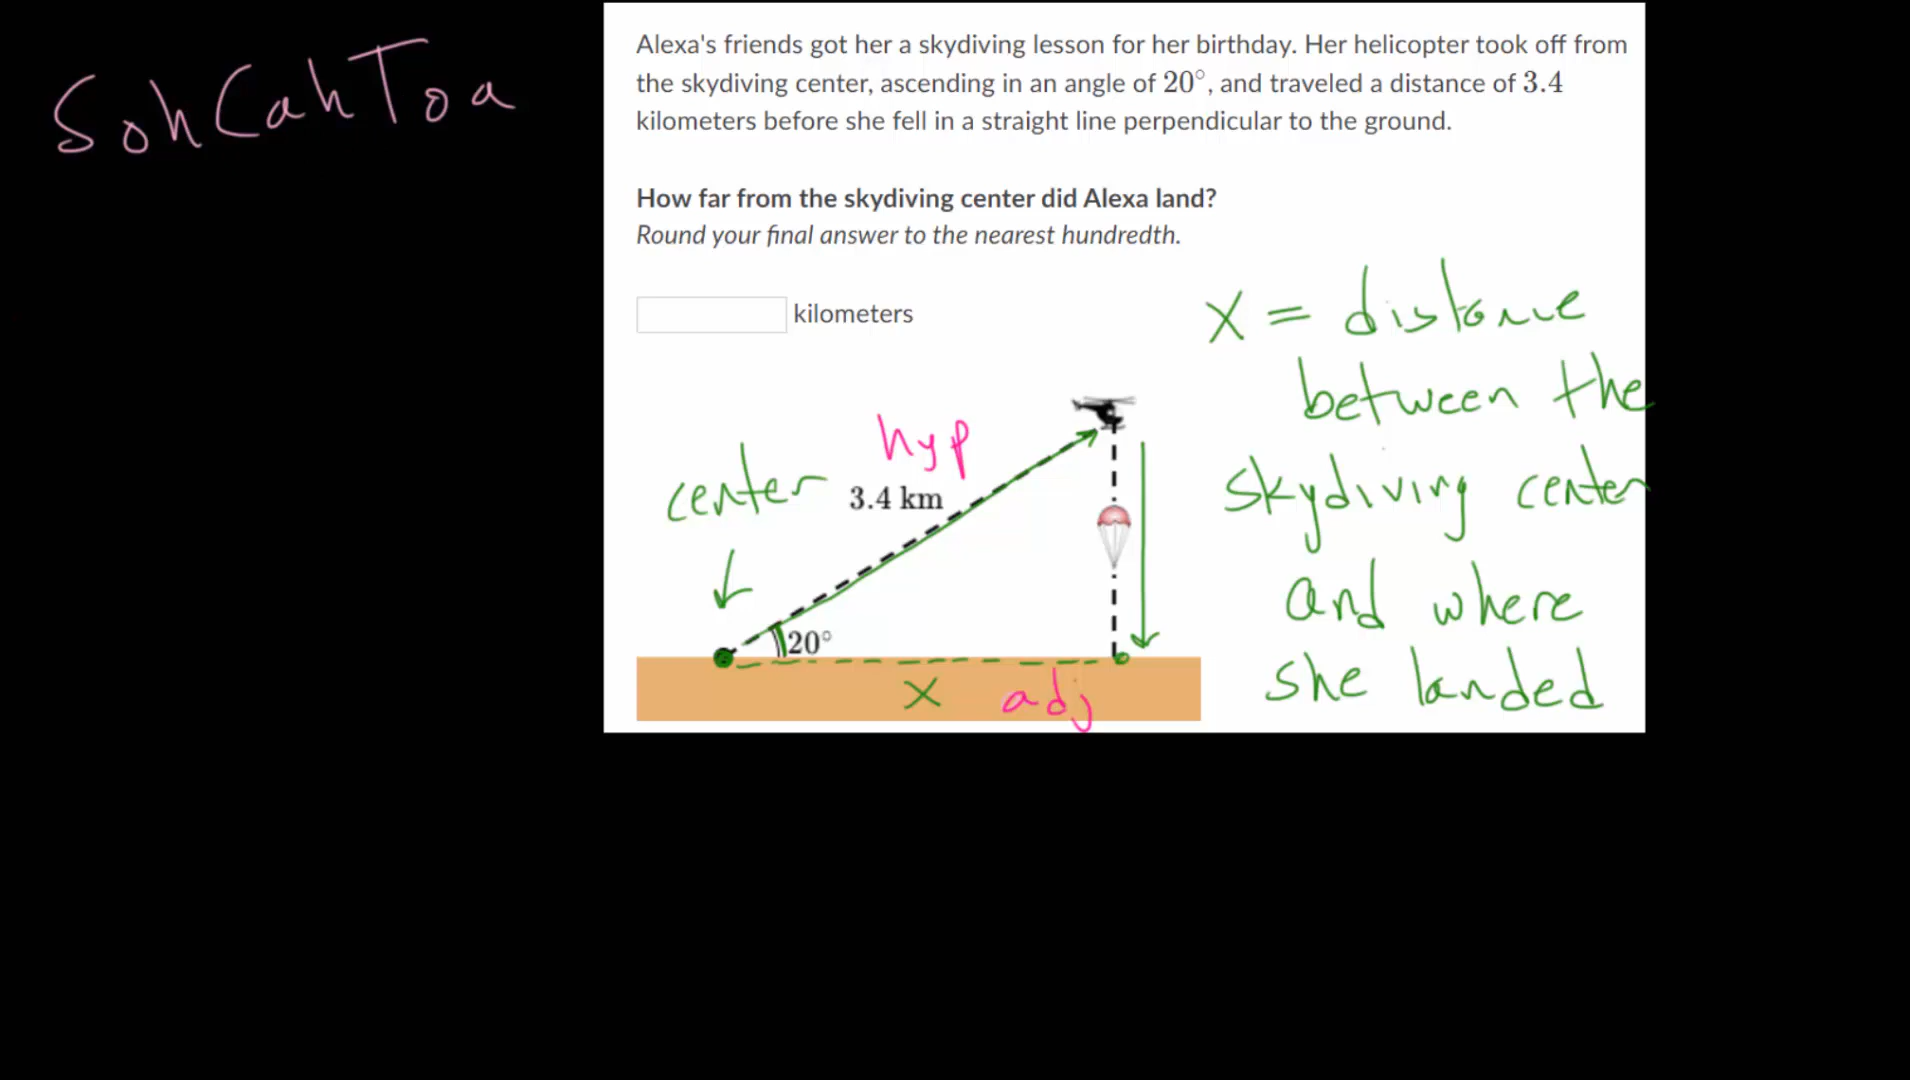 SohCahToa
Alexa's friends got her a skydiving lesson for her birthday. Her helicopter took off from
the skydiving center, ascending in an angle of 20°, and traveled a distance of 3.4
kilometers before she fell in a straight line perpendicular to the ground.
How far from the skydiving center did Alexa land?
Round your final answer to the nearest hundredth.
kilometers
x = distance
between the
skydiving center
and where
she landed
hyp
center
3.4 km
20°
x adj